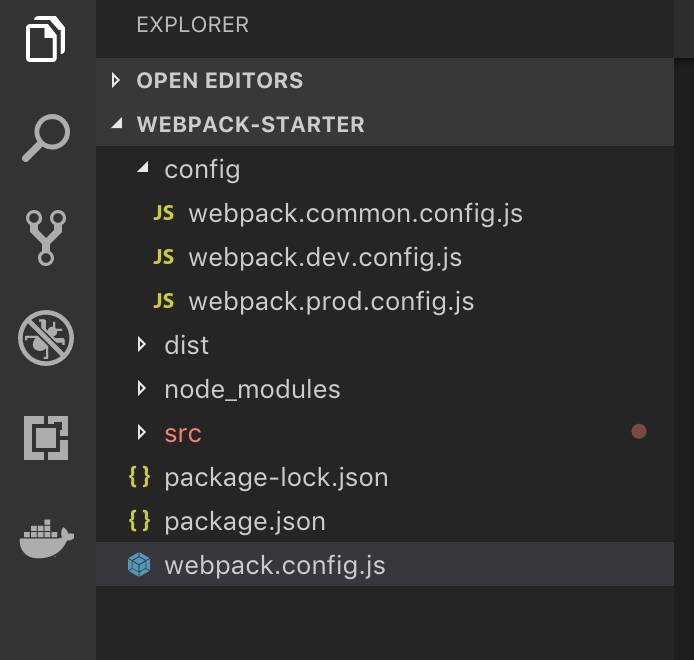 EXPLORER
OPEN EDITORS
WEBPACK-STARTER
config
JS webpack.common.config.js
JS webpack.dev.config.js
JS webpack.prod.config.js
dist
node_modules
src
{ } package-lock.json
{ } package.json
webpack.config.js